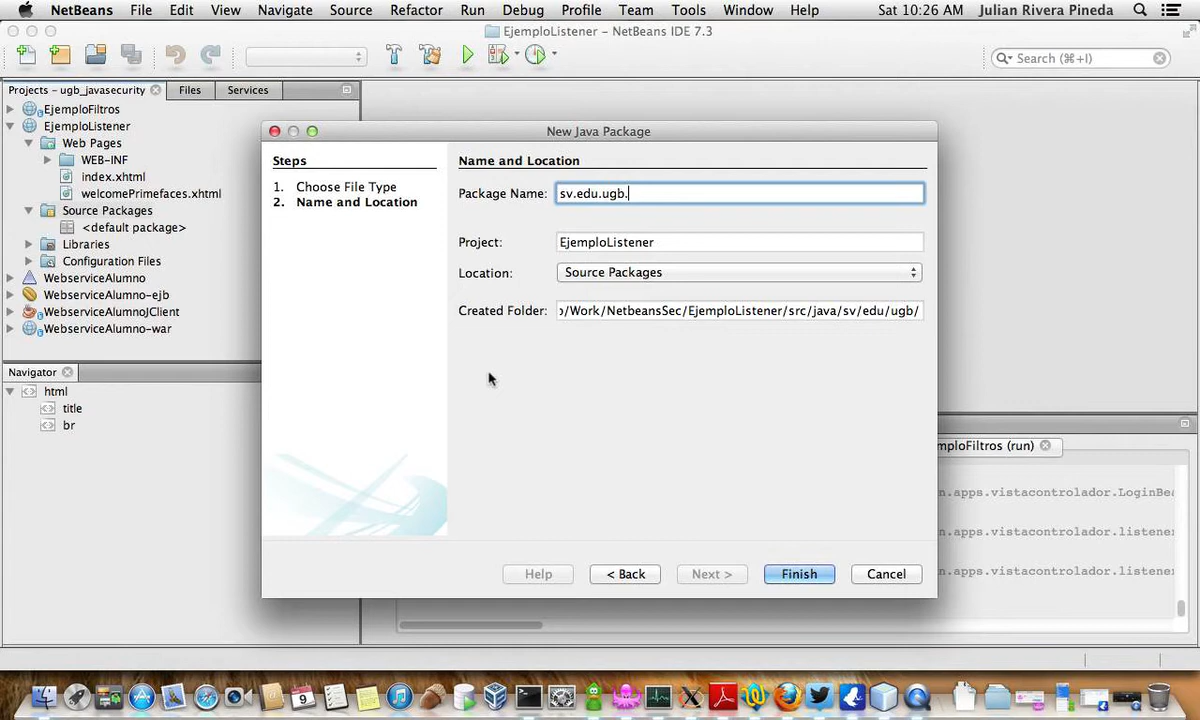 NetBeans File Edit View Navigate Source Refactor Run Debug Profile Team Tools Window Help Sat 10:26 AM Julian Rivera Pineda
EjemploListener - NetBeans IDE 7.3
Search (⌘+I)
Projects - ugb_javasecurity Files Services
EjemploFiltros
EjemploListener
Web Pages
WEB-INF
index.xhtml
welcomePrimefaces.xhtml
Source Packages
<default package>
Libraries
Configuration Files
WebserviceAlumno
WebserviceAlumno-ejb
WebserviceAlumnoJClient
WebserviceAlumno-war
Navigator
html
title
br
New Java Package
Steps
1. Choose File Type
2. Name and Location
Name and Location
Package Name: sv.edu.ugb.
Project: EjemploListener
Location: Source Packages
Created Folder: /Work/NetbeansSec/EjemploListener/src/java/sv/edu/ugb/
Help < Back Next > Finish Cancel
mploFiltros (run)
n.apps.vistacontrolador.LoginBea
n.apps.vistacontrolador.listener
n.apps.vistacontrolador.listener
9